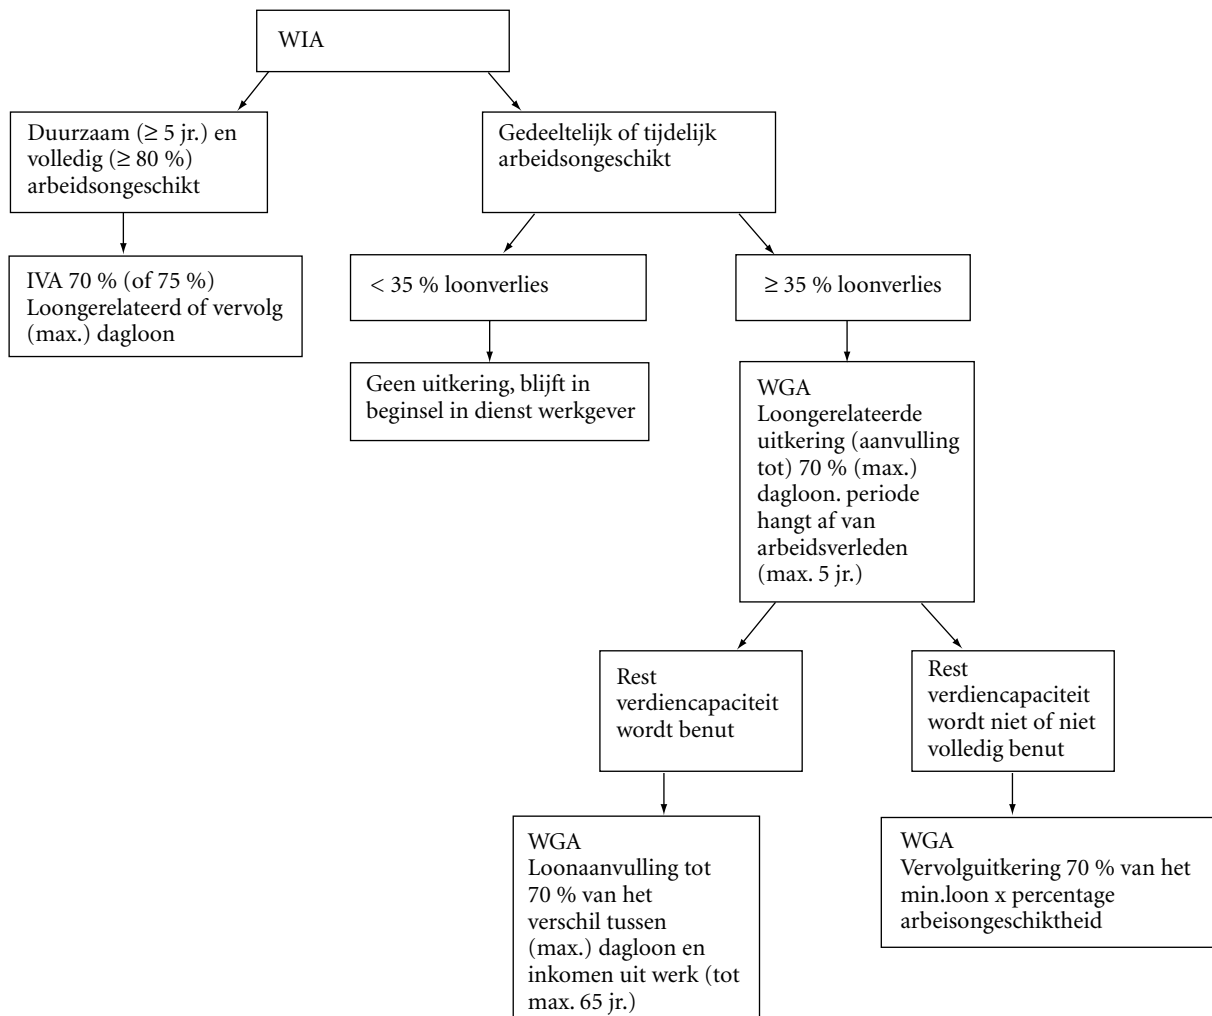 WIA
Duurzaam (≥ 5 jr.) en
volledig (≥ 80 %)
arbeidsongeschikt
Gedeeltelijk of tijdelijk
arbeidsongeschikt
IVA 70 % (of 75 %)
Loongerelateerd of vervolg
(max.) dagloon
< 35 % loonverlies
≥ 35 % loonverlies
Geen uitkering, blijft in
beginsel in dienst werkgever
WGA
Loongerelateerde
uitkering (aanvulling
tot) 70 % (max.)
dagloon. periode
hangt af van
arbeidsverleden
(max. 5 jr.)
Rest
verdiencapaciteit
wordt benut
Rest
verdiencapaciteit
wordt niet of niet
volledig benut
WGA
Loonaanvulling tot
70 % van het
verschil tussen
(max.) dagloon en
inkomen uit werk (tot
max. 65 jr.)
WGA
Vervolguitkering 70 % van het
min.loon x percentage
arbeisongeschiktheid